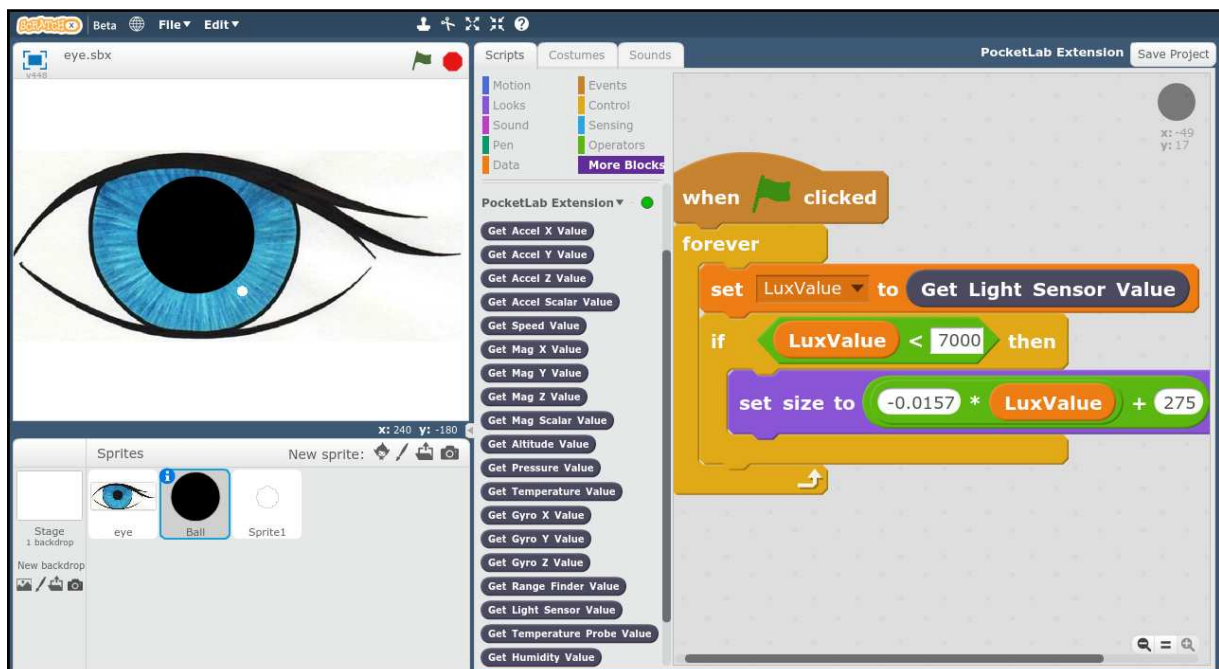 SCRATCHX Beta File Edit
eye.sbx
v448
x: 240 y: -180
Scripts Costumes Sounds
PocketLab Extension Save Project
Motion Events
Looks Control
Sound Sensing
Pen Operators
Data More Blocks
PocketLab Extension
Get Accel X Value
Get Accel Y Value
Get Accel Z Value
Get Accel Scalar Value
Get Speed Value
Get Mag X Value
Get Mag Y Value
Get Mag Z Value
Get Mag Scalar Value
Get Altitude Value
Get Pressure Value
Get Temperature Value
Get Gyro X Value
Get Gyro Y Value
Get Gyro Z Value
Get Range Finder Value
Get Light Sensor Value
Get Temperature Probe Value
Get Humidity Value
x: -49
y: 17
when clicked
forever
set LuxValue to Get Light Sensor Value
if LuxValue < 7000 then
set size to -0.0157 * LuxValue + 275
Sprites New sprite:
Stage
1 backdrop
New backdrop
eye
Ball
Sprite1